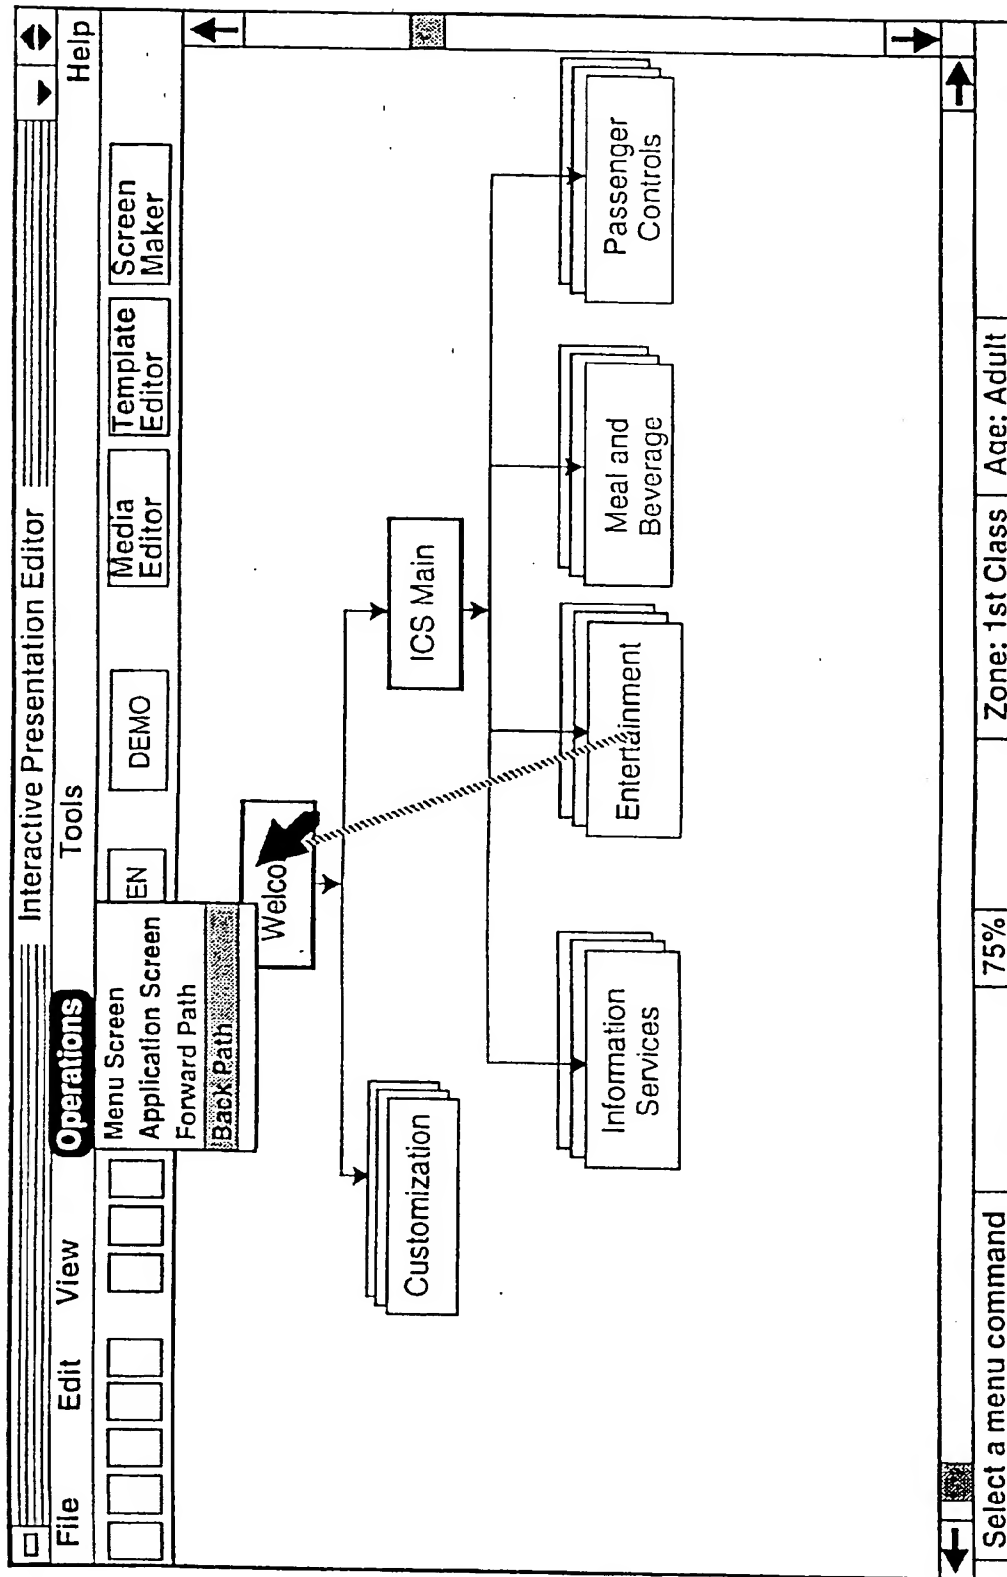 Interactive Presentation Editor
File Edit View Operations Tools Help
EN DEMO
Media
Editor
Template
Editor
Screen
Maker
Menu Screen
Application Screen
Forward Path
Back Path
Welco
Customization
ICS Main
Information
Services
Entertainment
Meal and
Beverage
Passenger
Controls
Select a menu command 75% Zone: 1st Class Age: Adult